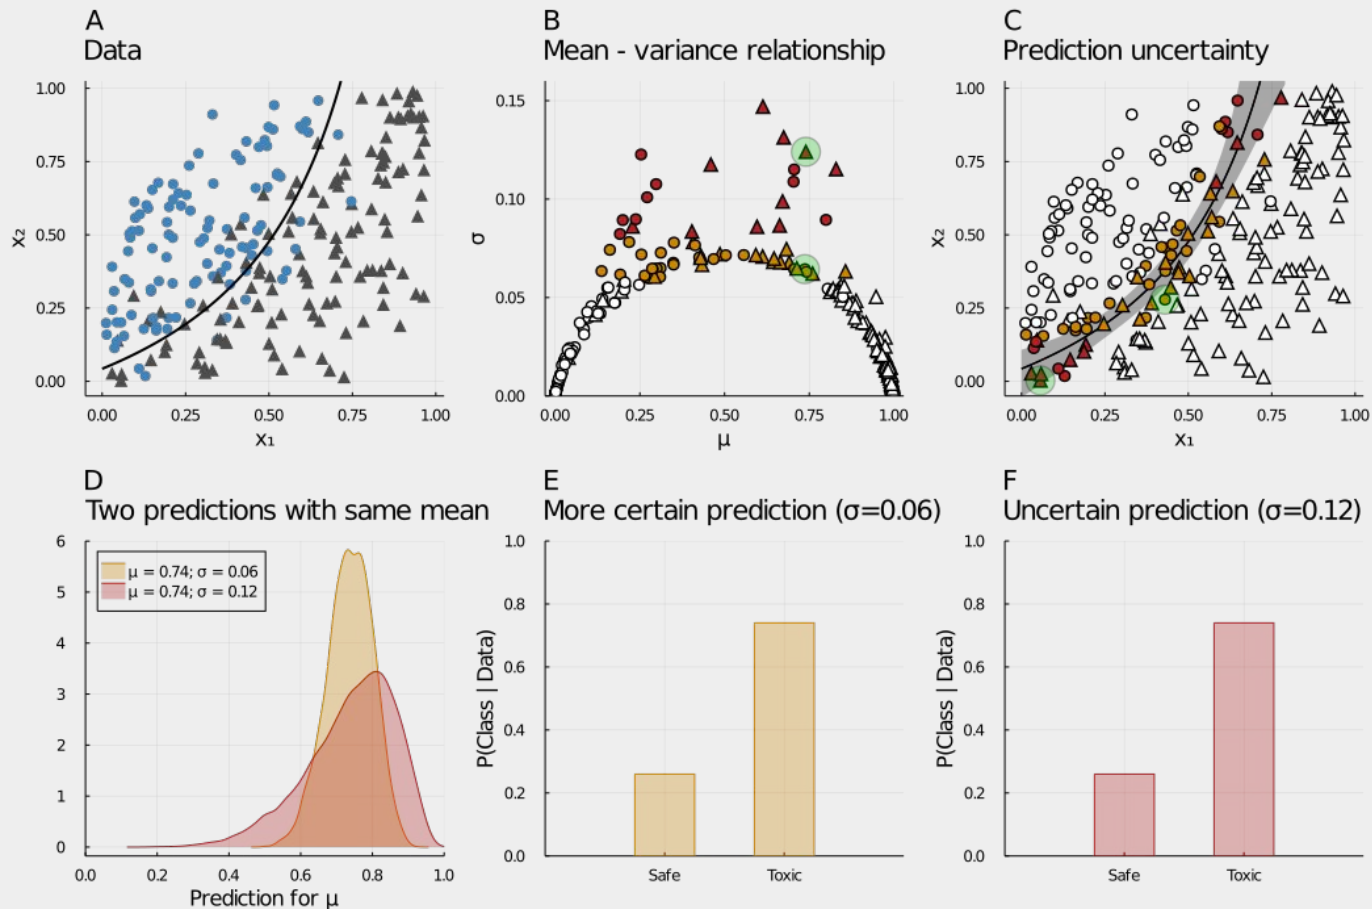 A
Data
1.00
0.75
0.50
0.25
0.00
x₂
0.00 0.25 0.50 0.75 1.00
x₁
B
Mean - variance relationship
0.15
0.10
0.05
0.00
σ
0.00 0.25 0.50 0.75 1.00
μ
C
Prediction uncertainty
1.00
0.75
0.50
0.25
0.00
x₂
0.00 0.25 0.50 0.75 1.00
x₁
D
Two predictions with same mean
6
5
4
3
2
1
0
μ = 0.74; σ = 0.06
μ = 0.74; σ = 0.12
0.0 0.2 0.4 0.6 0.8 1.0
Prediction for μ
E
More certain prediction (σ=0.06)
1.0
0.8
0.6
0.4
0.2
0.0
P(Class | Data)
Safe Toxic
F
Uncertain prediction (σ=0.12)
1.0
0.8
0.6
0.4
0.2
0.0
P(Class | Data)
Safe Toxic